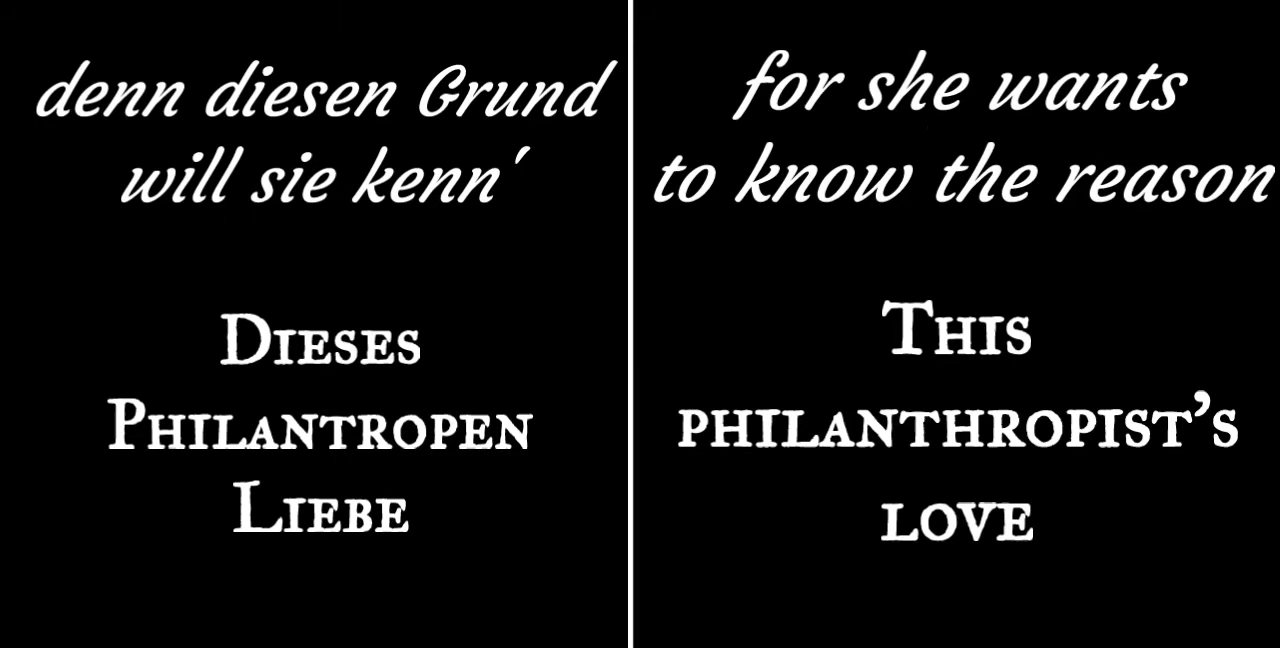 denn diesen Grund
will sie kenn'
Dieses
Philantropen
Liebe
for she wants
to know the reason
This
philanthropist's
love